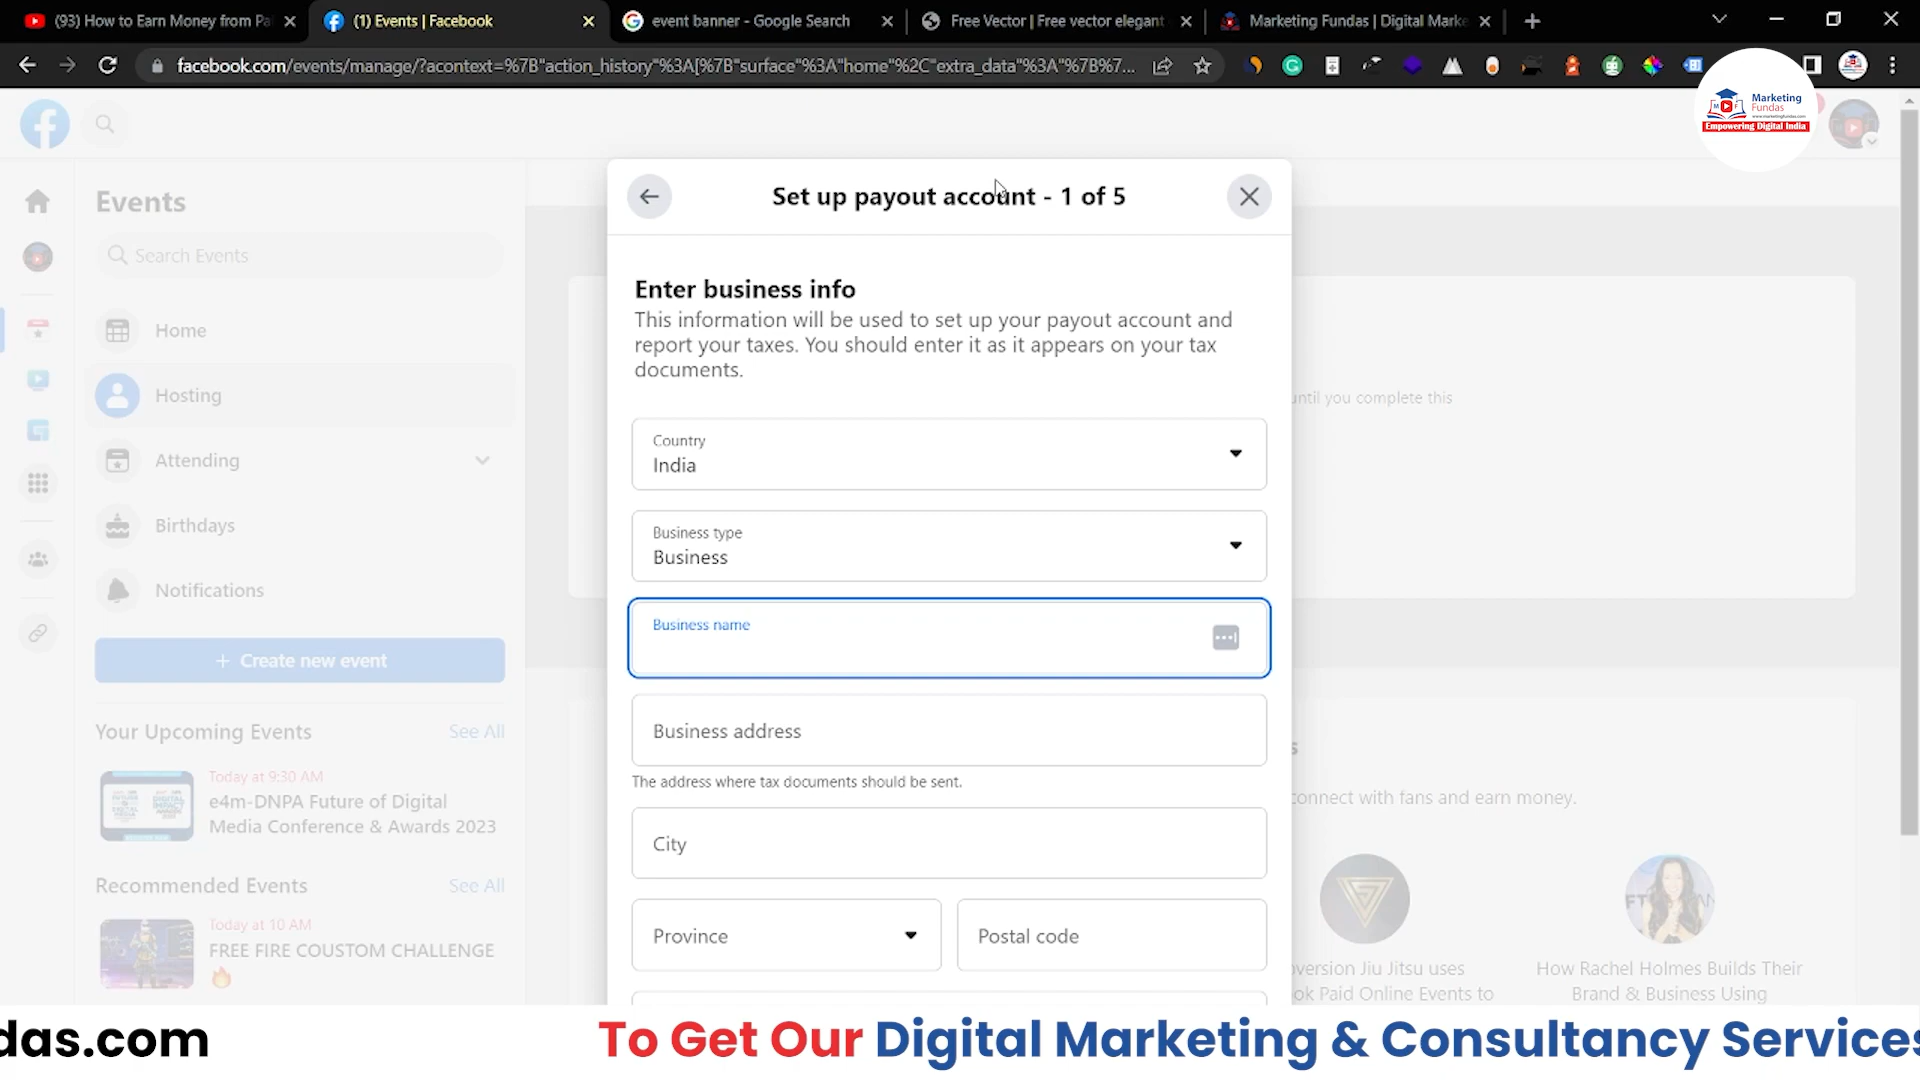 (93) How to Earn Money from Pa
(1) Events | Facebook
event banner - Google Search
Free Vector | Free vector elegant
Marketing Fundas | Digital Marke
facebook.com/events/manage/?acontext=%7B"action_history"%3A[%7B"surface"%3A"home"%2C"extra_data"%3A"%7B%7...
Marketing
Fundas
www.marketingfundas.com
Empowering Digital India
Events
Search Events
Home
Hosting
Attending
Birthdays
Notifications
+ Create new event
Your Upcoming Events
See All
Today at 9:30 AM
e4m-DNPA Future of Digital
Media Conference & Awards 2023
Recommended Events
See All
Today at 10 AM
FREE FIRE COUSTOM CHALLENGE
🔥
Set up payout account - 1 of 5
Enter business info
This information will be used to set up your payout account and
report your taxes. You should enter it as it appears on your tax
documents.
Country
India
Business type
Business
Business name
Business address
The address where tax documents should be sent.
City
Province
Postal code
until you complete this
s
connect with fans and earn money.
version Jiu Jitsu uses
ok Paid Online Events to
How Rachel Holmes Builds Their
Brand & Business Using
das.com
To Get Our Digital Marketing & Consultancy Services